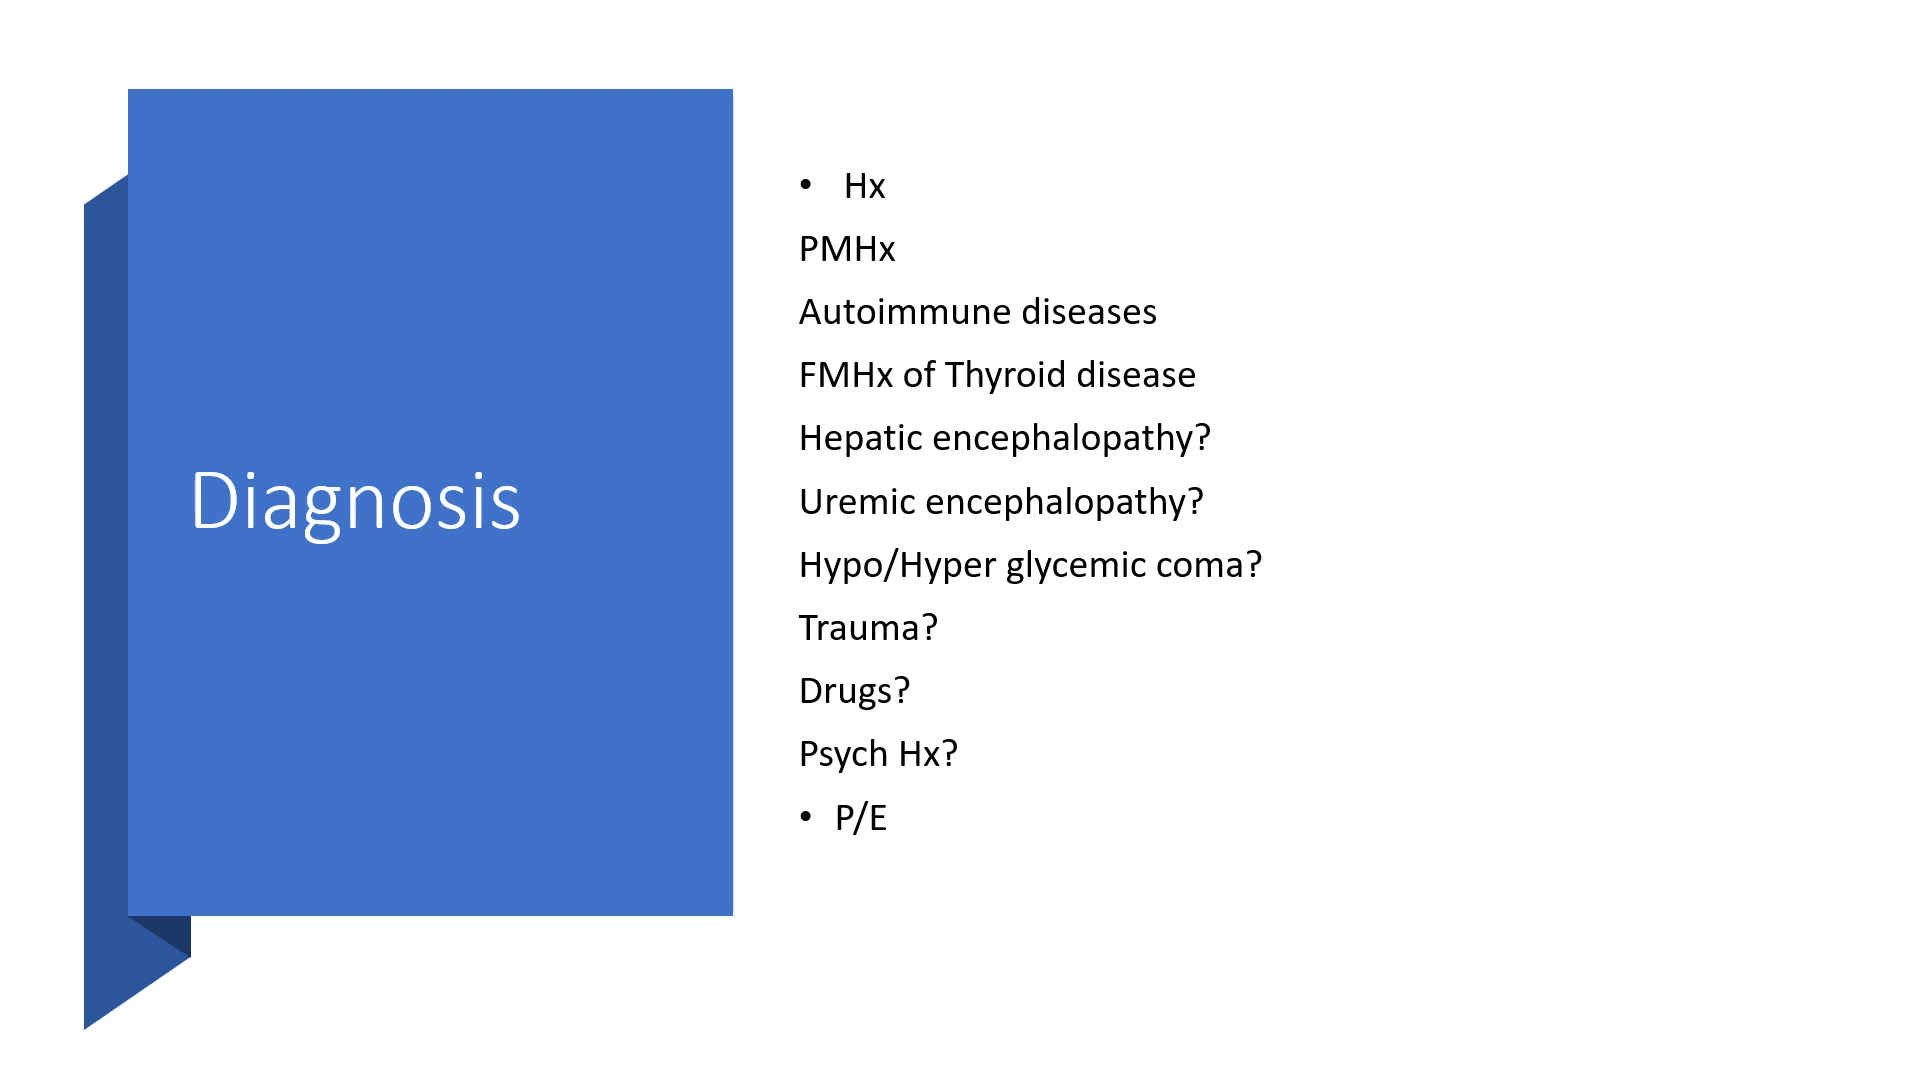 Diagnosis
• Hx
PMHx
Autoimmune diseases
FMHx of Thyroid disease
Hepatic encephalopathy?
Uremic encephalopathy?
Hypo/Hyper glycemic coma?
Trauma?
Drugs?
Psych Hx?
• P/E